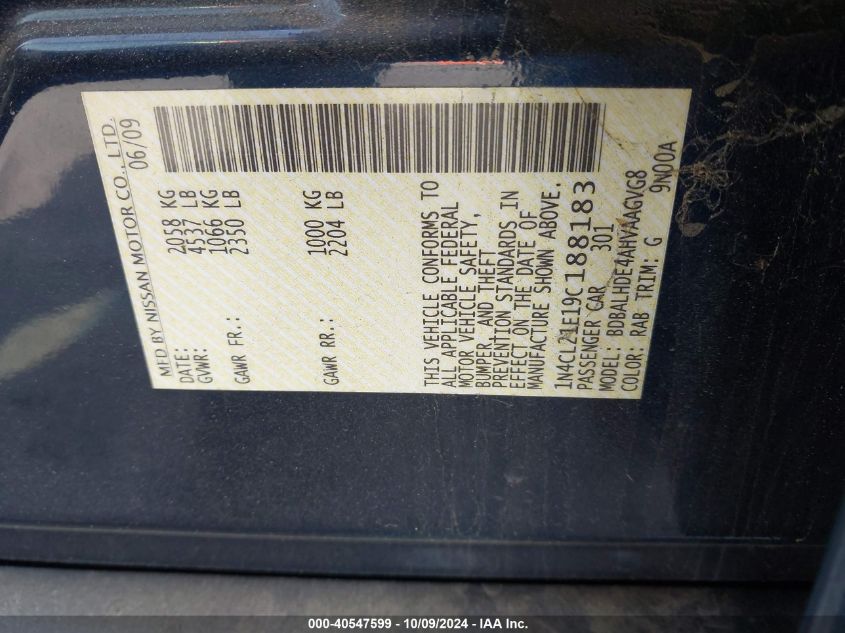 MFD BY NISSAN MOTOR CO., LTD.
DATE: 06/09
GVWR: 2058 KG
4537 LB
GAWR FR.: 1066 KG
2350 LB
GAWR RR.: 1000 KG
2204 LB
THIS VEHICLE CONFORMS TO
ALL APPLICABLE FEDERAL
MOTOR VEHICLE SAFETY,
BUMPER, AND THEFT
PREVENTION STANDARDS IN
EFFECT ON THE DATE OF
MANUFACTURE SHOWN ABOVE.
1N4CL21E19C188183
PASSENGER CAR 301
MODEL: BDBALHDE4AHVAAGVG8
COLOR: RAB TRIM: G 9N00A
000-40547599 - 10/09/2024 - IAA Inc.